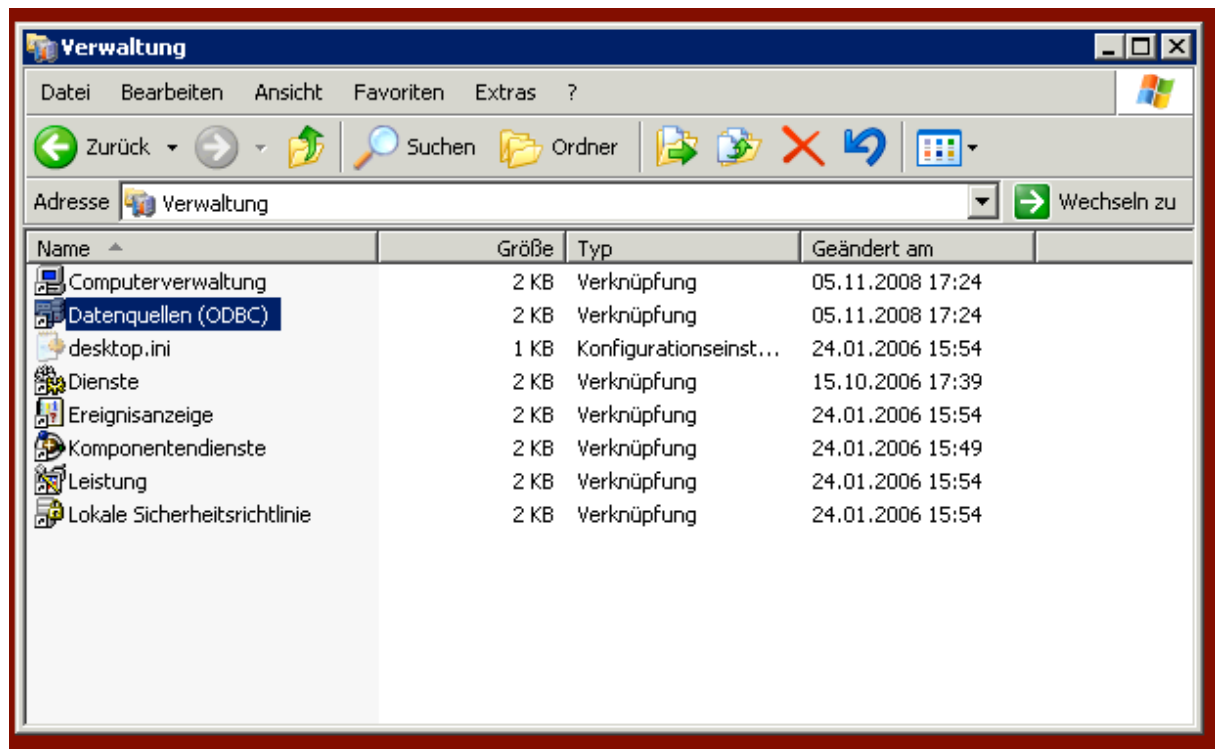 Verwaltung
Datei Bearbeiten Ansicht Favoriten Extras ?
Zurück Suchen Ordner
Adresse Verwaltung Wechseln zu
Name Größe Typ Geändert am
Computerverwaltung 2 KB Verknüpfung 05.11.2008 17:24
Datenquellen (ODBC) 2 KB Verknüpfung 05.11.2008 17:24
desktop.ini 1 KB Konfigurationseinst... 24.01.2006 15:54
Dienste 2 KB Verknüpfung 15.10.2006 17:39
Ereignisanzeige 2 KB Verknüpfung 24.01.2006 15:54
Komponentendienste 2 KB Verknüpfung 24.01.2006 15:49
Leistung 2 KB Verknüpfung 24.01.2006 15:54
Lokale Sicherheitsrichtlinie 2 KB Verknüpfung 24.01.2006 15:54